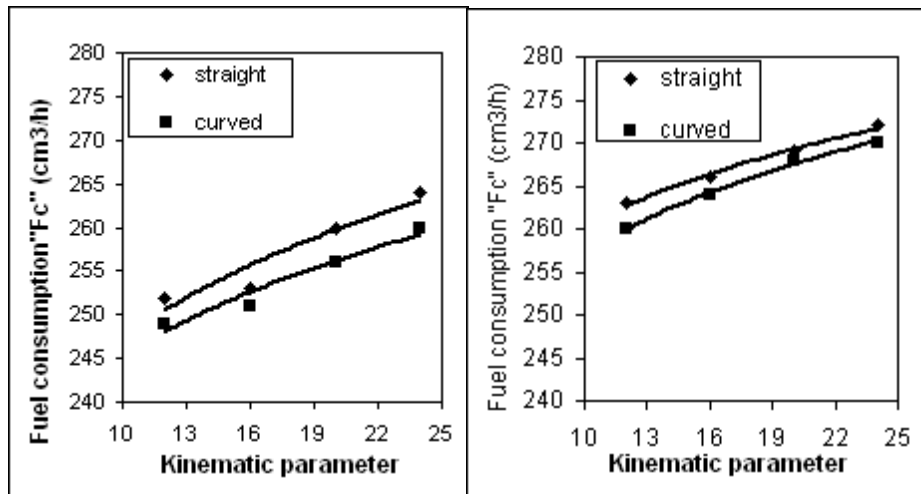 280
275
270
265
260
255
250
245
240
Fuel consumption"Fc" (cm3/h)
straight
curved
10 13 16 19 22 25
Kinematic parameter
280
275
270
265
260
255
250
245
240
Fuel consumption "Fc" (cm3/h)
straight
curved
10 13 16 19 22 25
Kinematic parameter